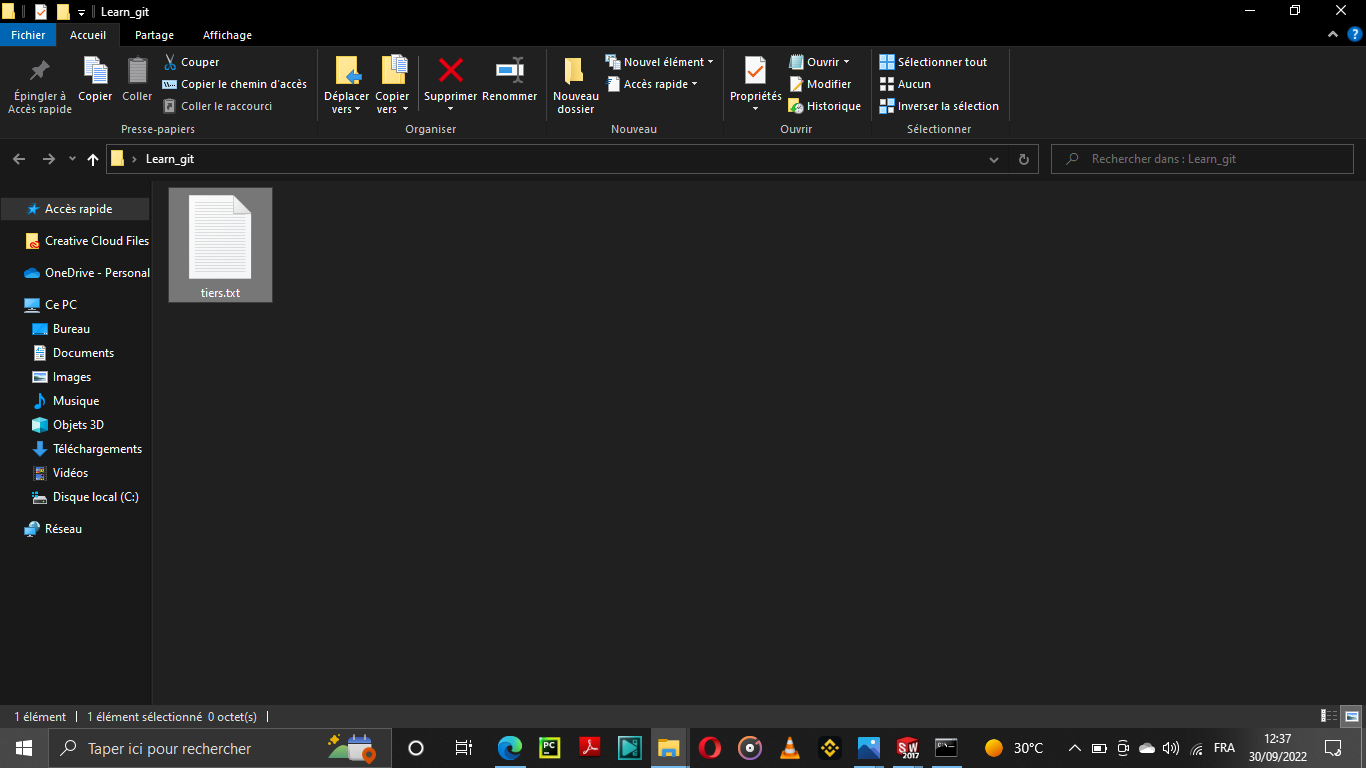 Learn_git
Fichier Accueil Partage Affichage
Épingler à Accès rapide
Copier
Coller
Couper
Copier le chemin d'accès
Coller le raccourci
Presse-papiers
Déplacer vers
Copier vers
Supprimer
Renommer
Organiser
Nouveau dossier
Nouvel élément
Accès rapide
Nouveau
Propriétés
Ouvrir
Modifier
Historique
Ouvrir
Sélectionner tout
Aucun
Inverser la sélection
Sélectionner
Learn_git
Rechercher dans : Learn_git
Accès rapide
Creative Cloud Files
OneDrive - Personal
Ce PC
Bureau
Documents
Images
Musique
Objets 3D
Téléchargements
Vidéos
Disque local (C:)
Réseau
tiers.txt
1 élément
1 élément sélectionné 0 octet(s)
Taper ici pour rechercher
PC
SW
2017
30°C
FRA
12:37
30/09/2022